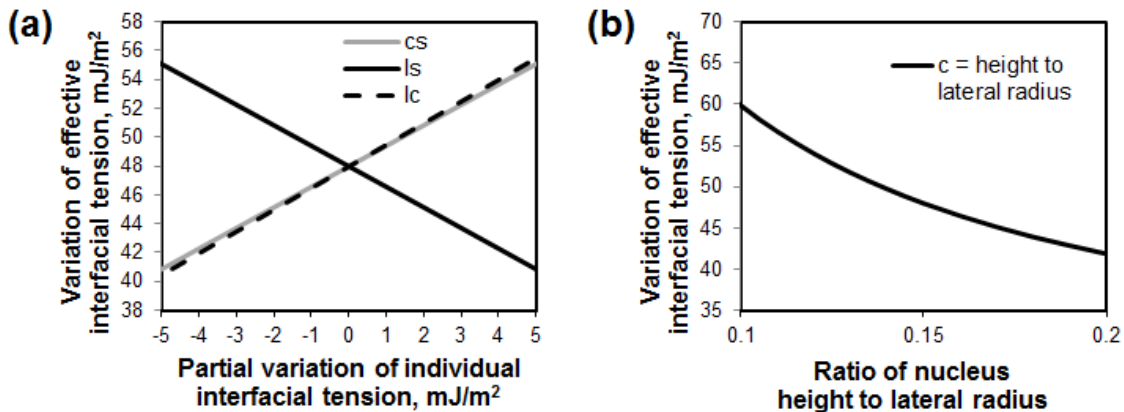 (a)
Variation of effective
interfacial tension, mJ/m²
58
56
54
52
50
48
46
44
42
40
38
cs
ls
lc
-5 -4 -3 -2 -1 0 1 2 3 4 5
Partial variation of individual
interfacial tension, mJ/m²
(b)
Variation of effective
interfacial tension, mJ/m²
70
65
60
55
50
45
40
35
c = height to
lateral radius
0.1 0.15 0.2
Ratio of nucleus
height to lateral radius